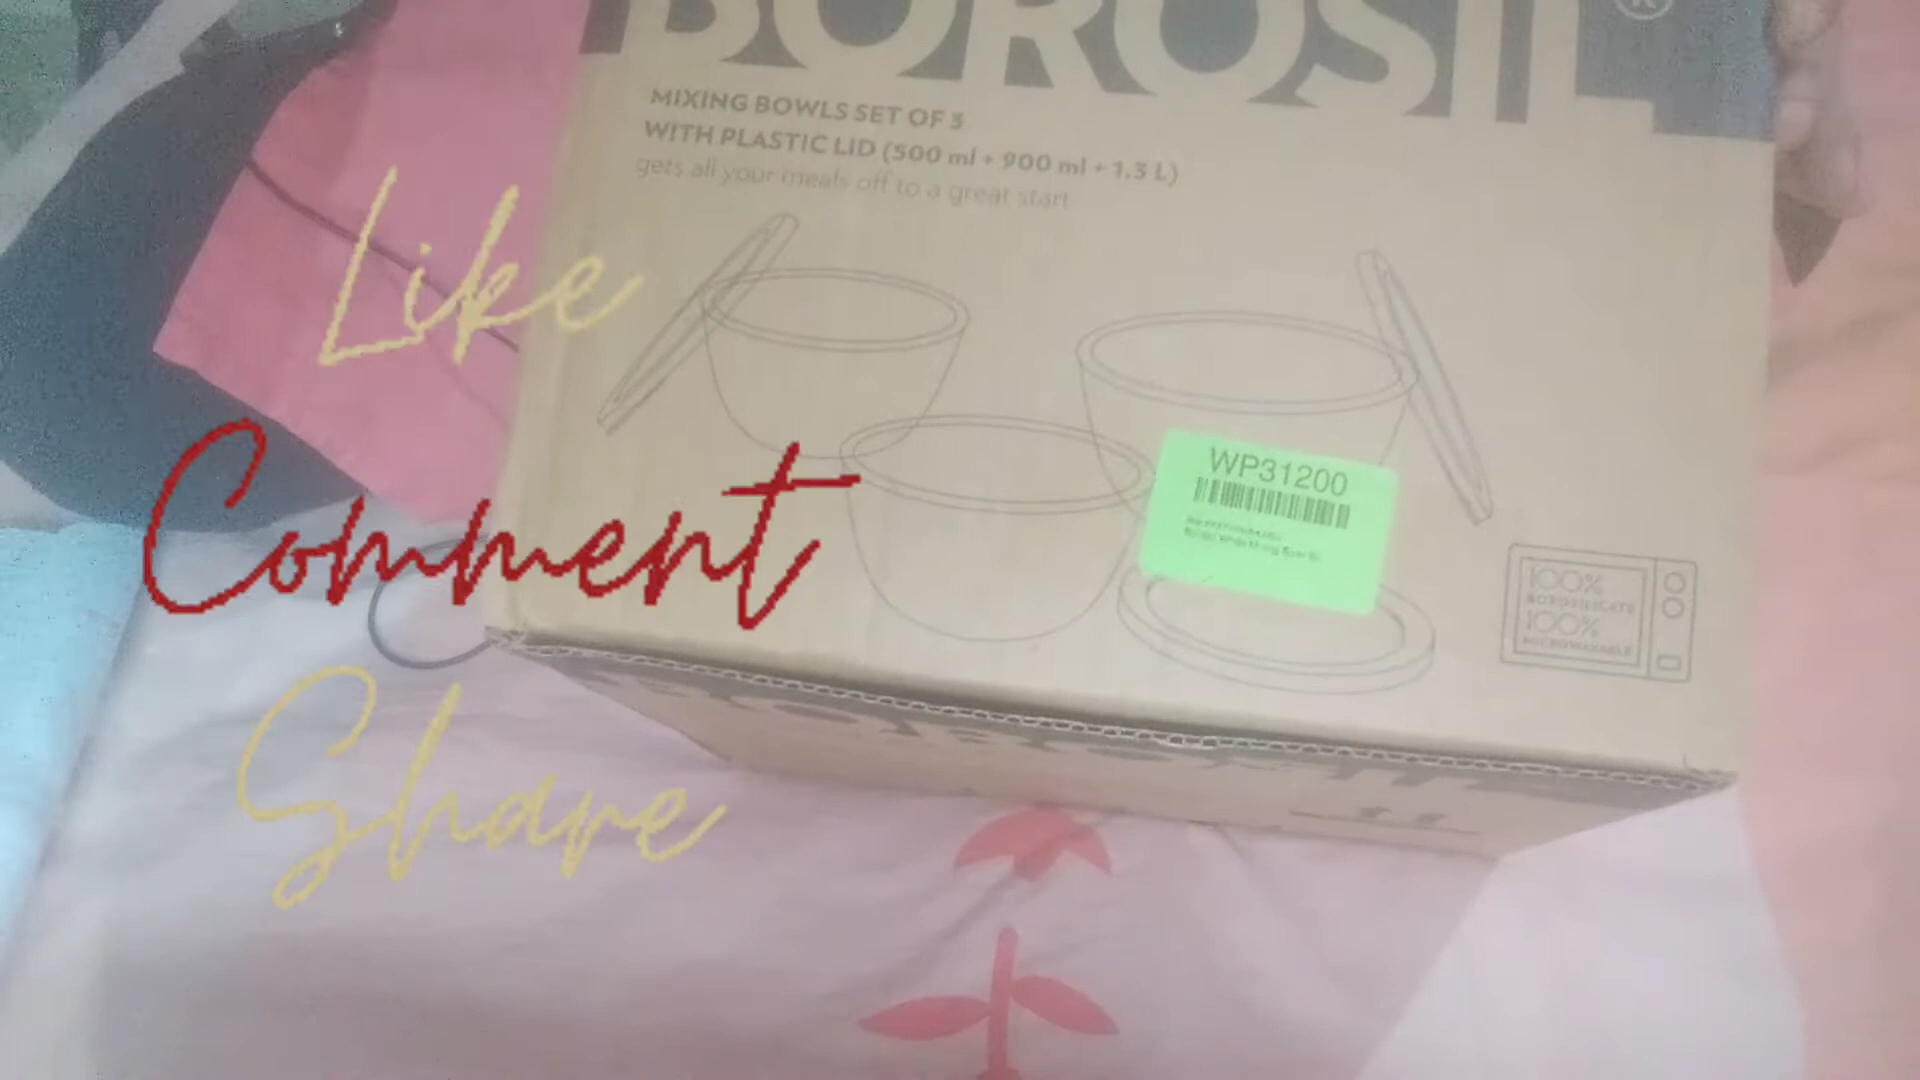 BOROSIL®
MIXING BOWLS SET OF 3
WITH PLASTIC LID (500 ml + 900 ml + 1.3 L)
gets all your meals off to a great start
Like
Comment
Share
WP31200
100%
BOROSILICATE
100%
MICROWAVABLE